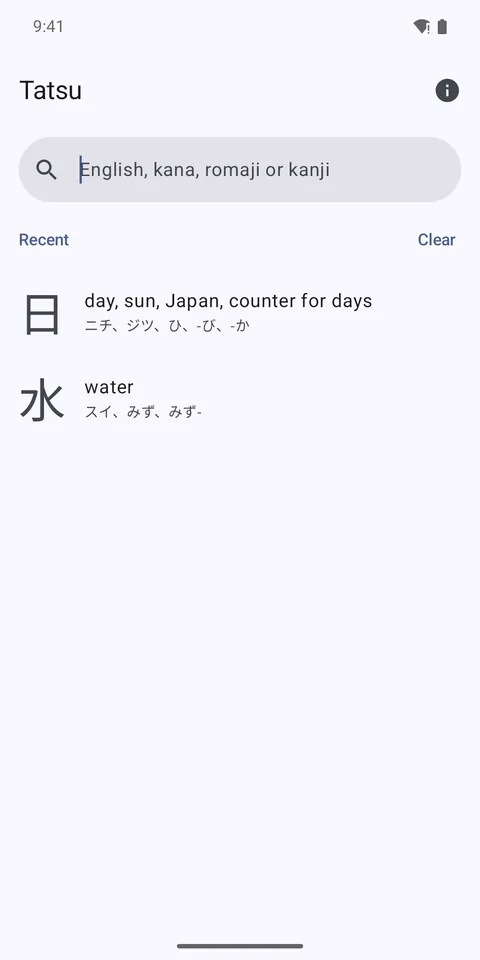 9:41
Tatsu
English, kana, romaji or kanji
Recent
Clear
日
day, sun, Japan, counter for days
ニチ、ジツ、ひ、-び、-か
水
water
スイ、みず、みず-